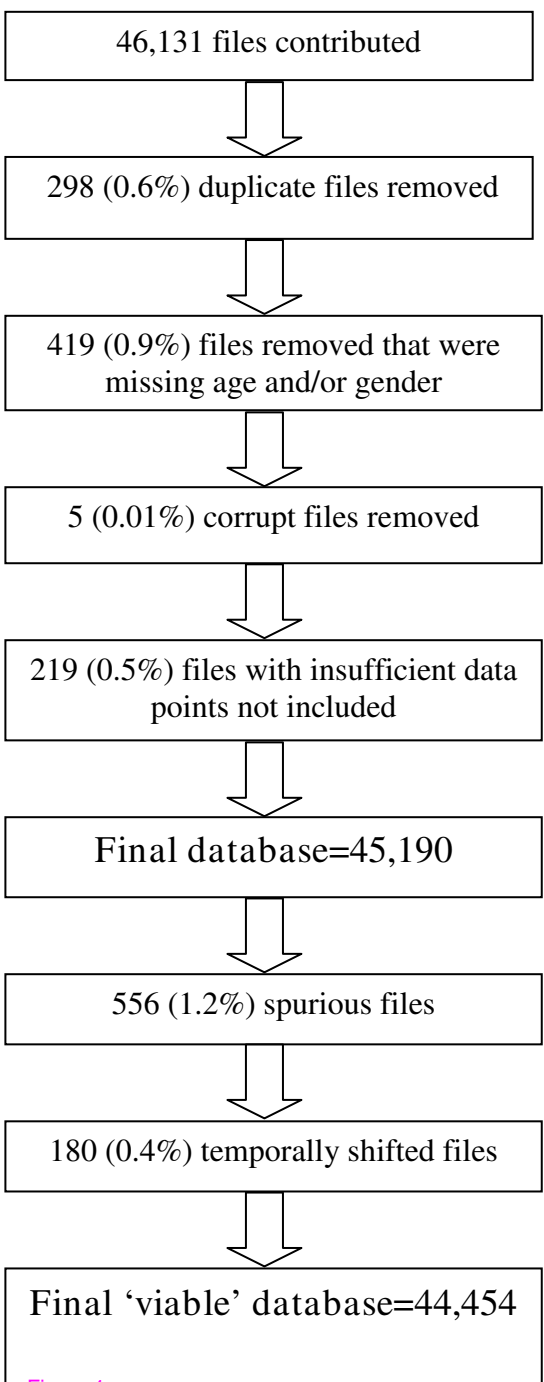 46,131 files contributed
298 (0.6%) duplicate files removed
419 (0.9%) files removed that were
missing age and/or gender
5 (0.01%) corrupt files removed
219 (0.5%) files with insufficient data
points not included
Final database=45,190
556 (1.2%) spurious files
180 (0.4%) temporally shifted files
Final ‘viable’ database=44,454